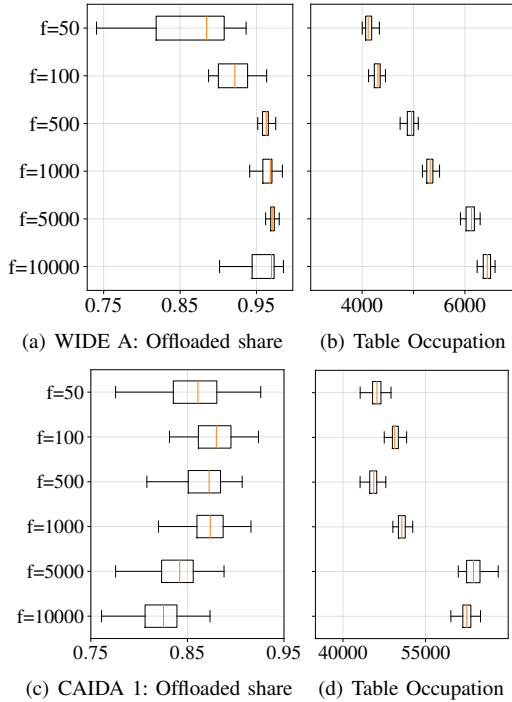 f=50
f=100
f=500
f=1000
f=5000
f=10000
0.75 0.85 0.95 4000 6000
(a) WIDE A: Offloaded share (b) Table Occupation
f=50
f=100
f=500
f=1000
f=5000
f=10000
0.75 0.85 0.95 40000 55000
(c) CAIDA 1: Offloaded share (d) Table Occupation